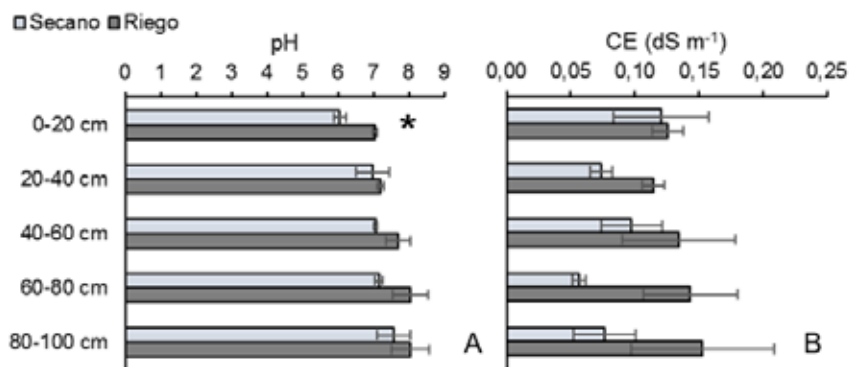 Secano Riego
pH CE (dS m⁻¹)
0 1 2 3 4 5 6 7 8 9 0,00 0,05 0,10 0,15 0,20 0,25
0-20 cm *
20-40 cm
40-60 cm
60-80 cm
80-100 cm A B